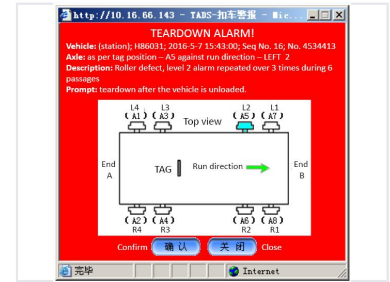 http://10.16.66.143 - TADS-扣车警报 - Mic...
TEARDOWN ALARM!
Vehicle: (station); H86031; 2016-5-7 15:43:00; Seq No. 16; No. 4534413
Axle: as per tag position – A5 against run direction – LEFT 2
Description: Roller defect, level 2 alarm repeated over 3 times during 6
passages
Prompt: teardown after the vehicle is unloaded.
L4 L3 L2 L1
( A1 ) ( A3 ) Top view ( A5 ) ( A7 )
End A
TAG
Run direction
End B
( A2 ) ( A4 ) ( A6 ) ( A8 )
R4 R3 R2 R1
Confirm 确 认 关 闭 Close
完毕 Internet